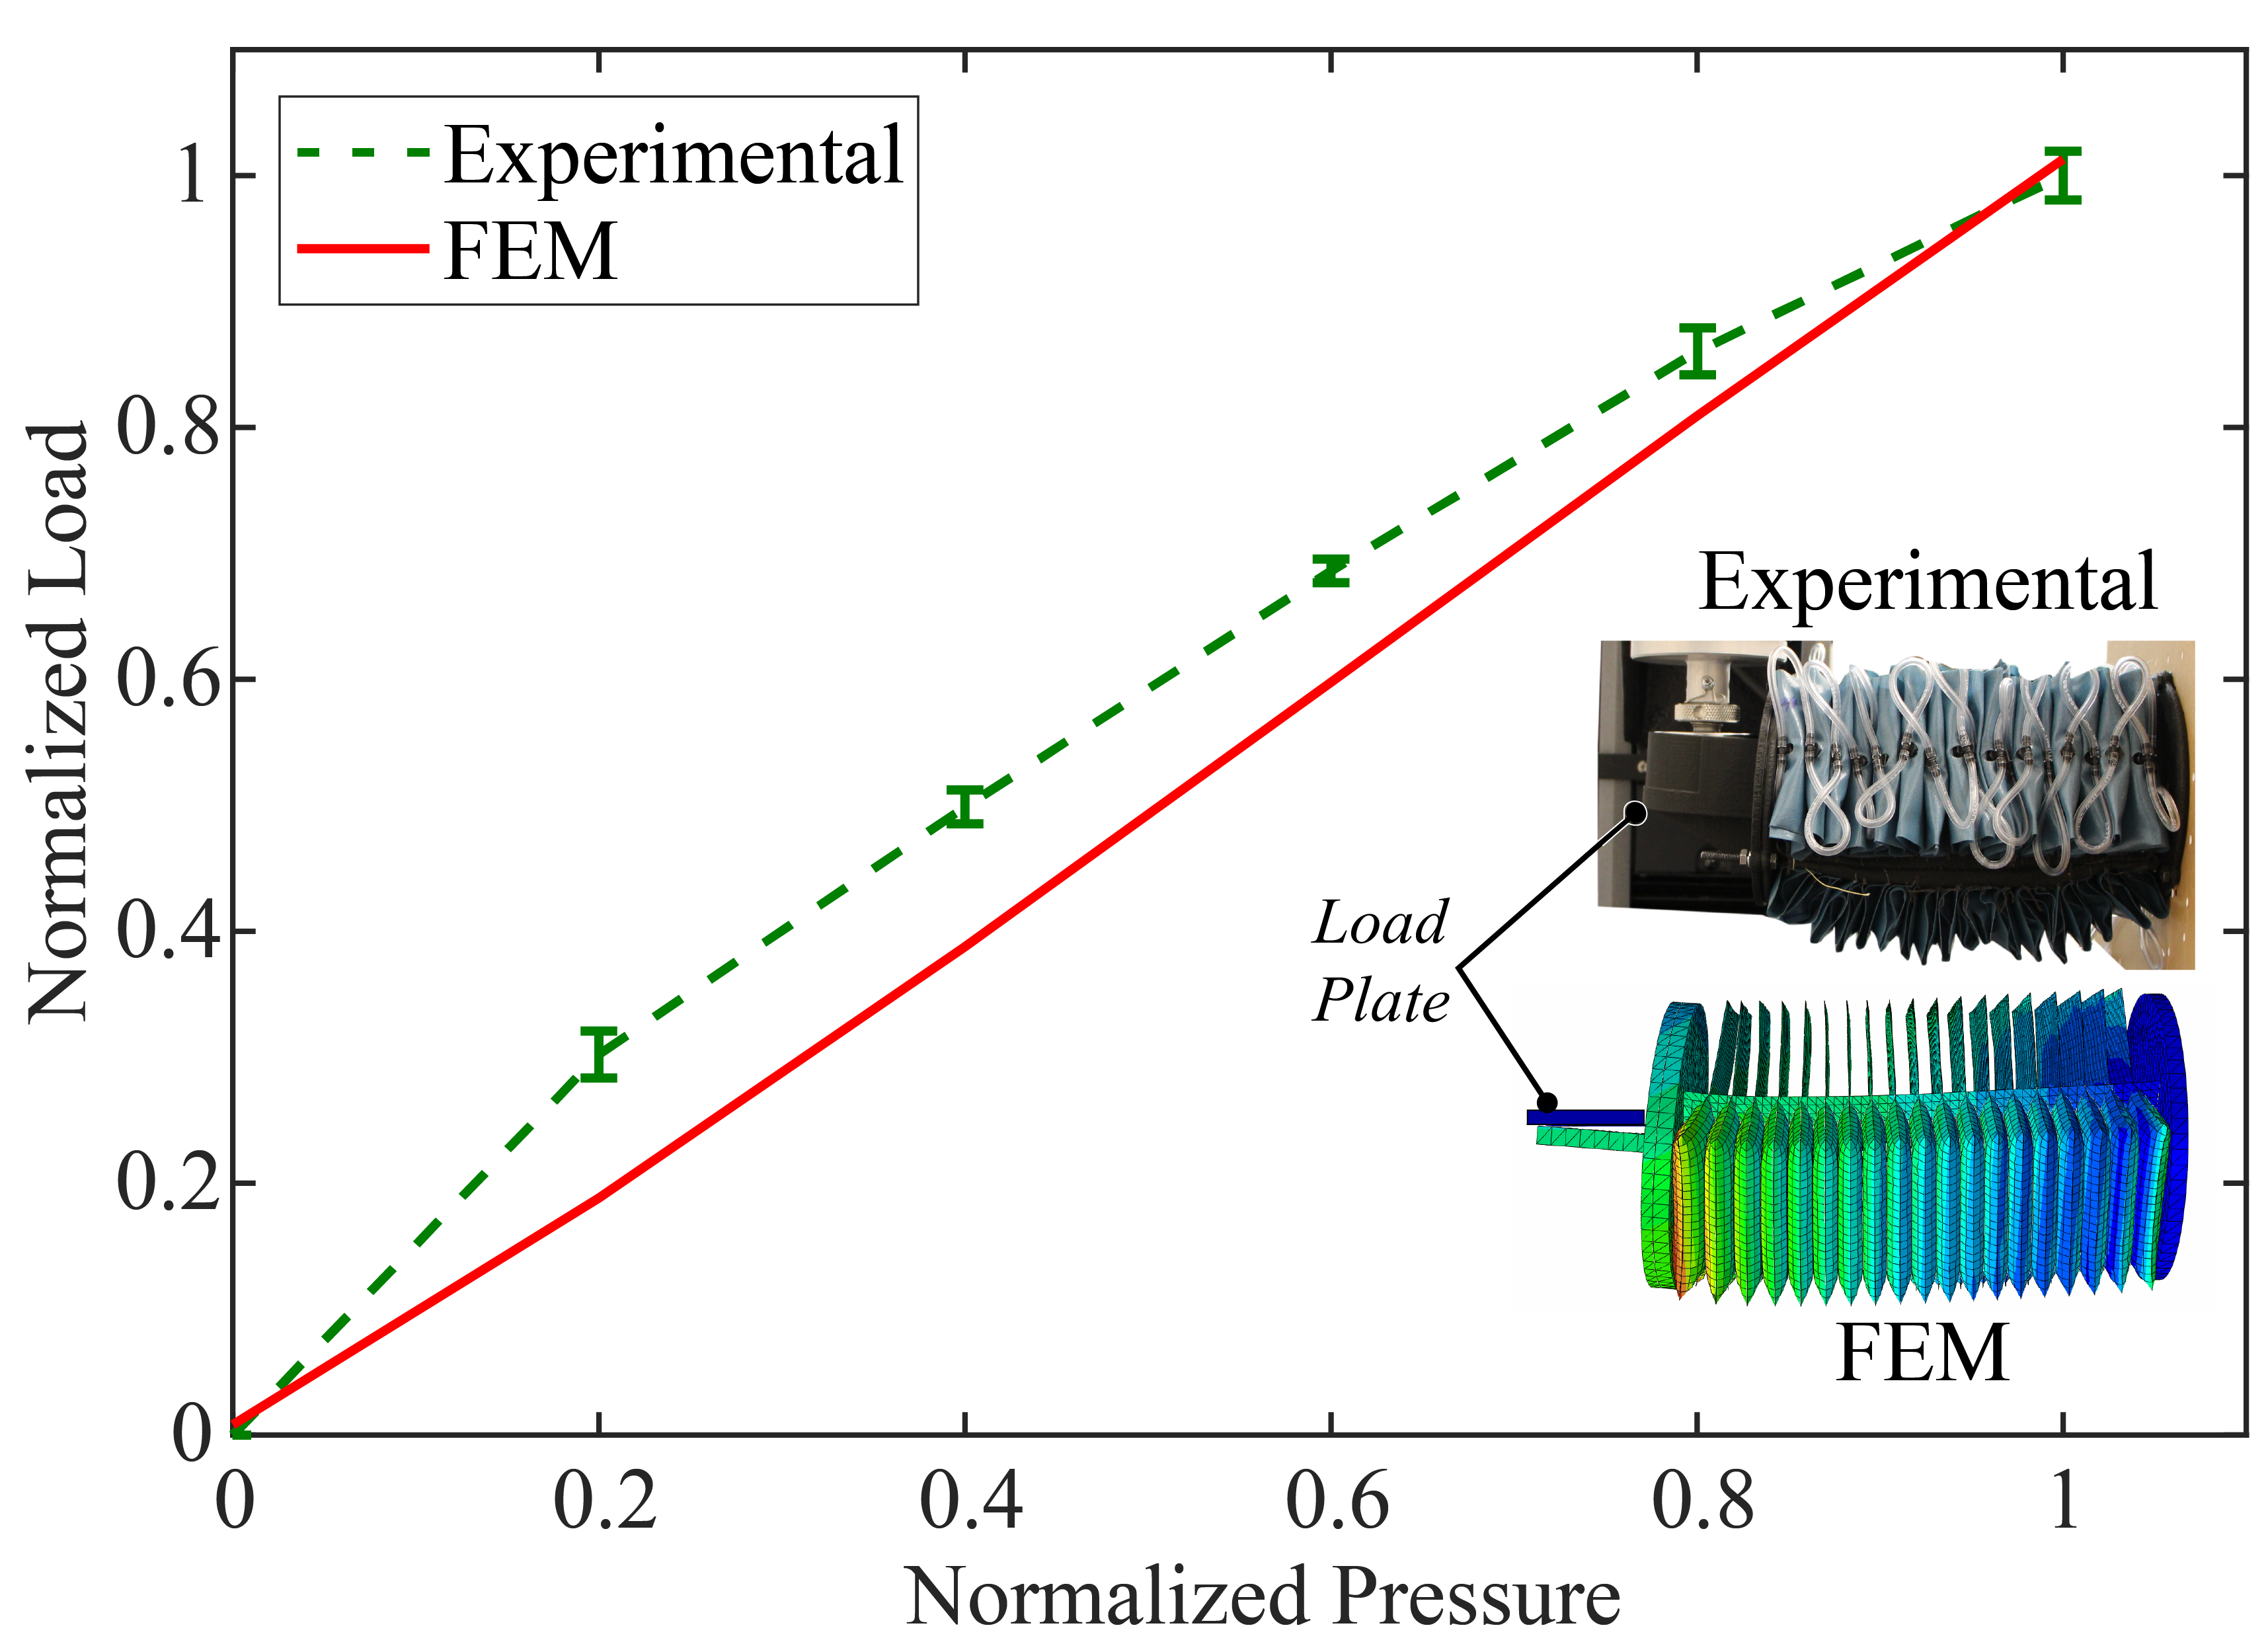 Experimental
FEM
1
0.8
0.6
0.4
0.2
0
Normalized Load
Experimental
Load
Plate
FEM
0 0.2 0.4 0.6 0.8 1
Normalized Pressure